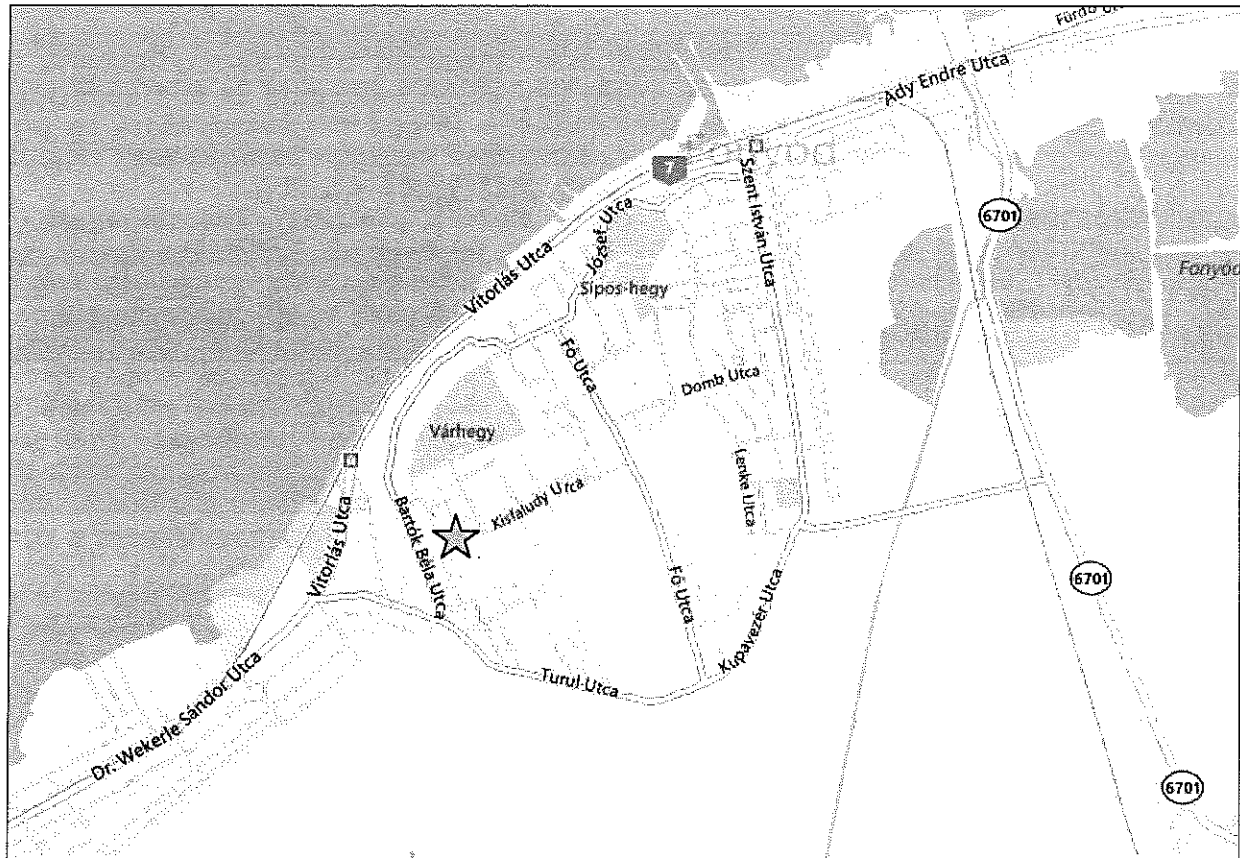 Ady Endre Utca
7
6701
Szent István Utca
József Utca
Vitorlás Utca
Sipos-hegy
Fő Utca
Domb Utca
Várhegy
Kisfaludy Utca
Lenke Utca
Bartók Béla Utca
Vitorlás Utca
Fő Utca
6701
Kupavezér Utca
Turul Utca
Dr. Wekerle Sándor Utca
6701